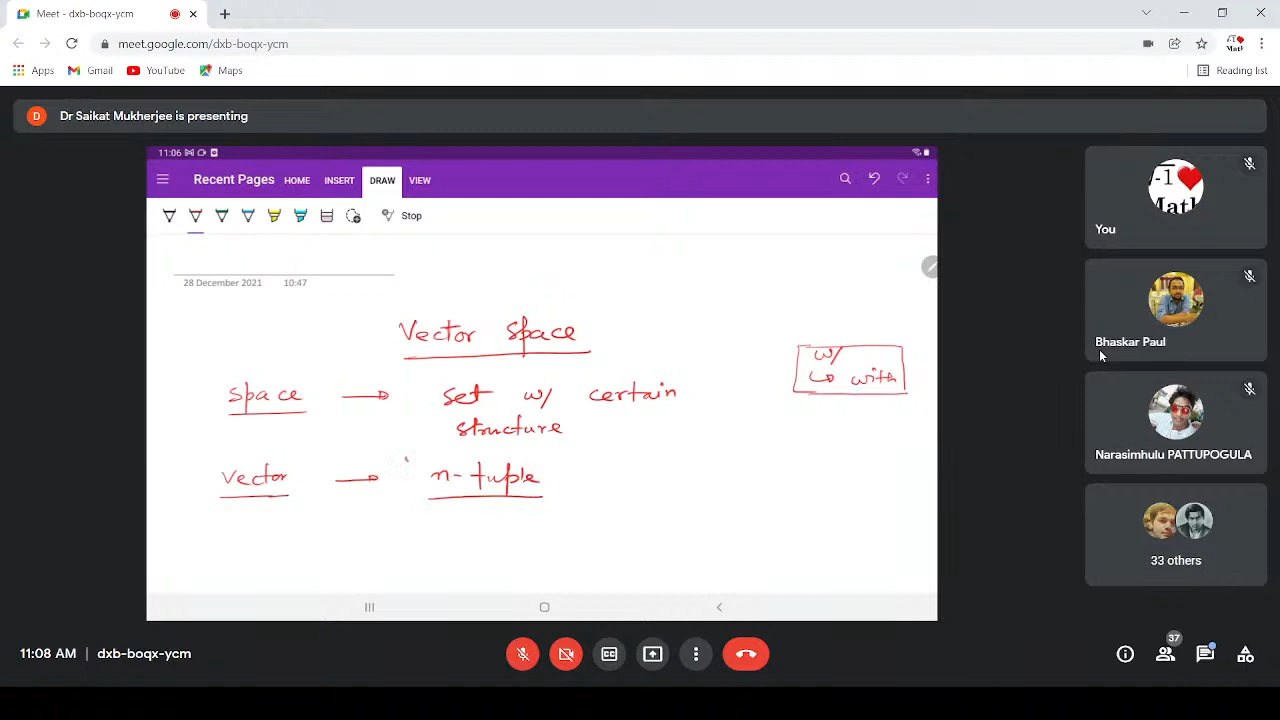 Meet - dxb-boqx-ycm
meet.google.com/dxb-boqx-ycm
Apps Gmail YouTube Maps Reading list
D Dr Saikat Mukherjee is presenting
11:06
Recent Pages HOME INSERT DRAW VIEW
Stop
28 December 2021 10:47
Vector space
space → set w/ certain
structure
vector → n-tuple
w/
↳ with
√-1
Math
You
Bhaskar Paul
Narasimhulu PATTUPOGULA
33 others
11:08 AM | dxb-boqx-ycm
37